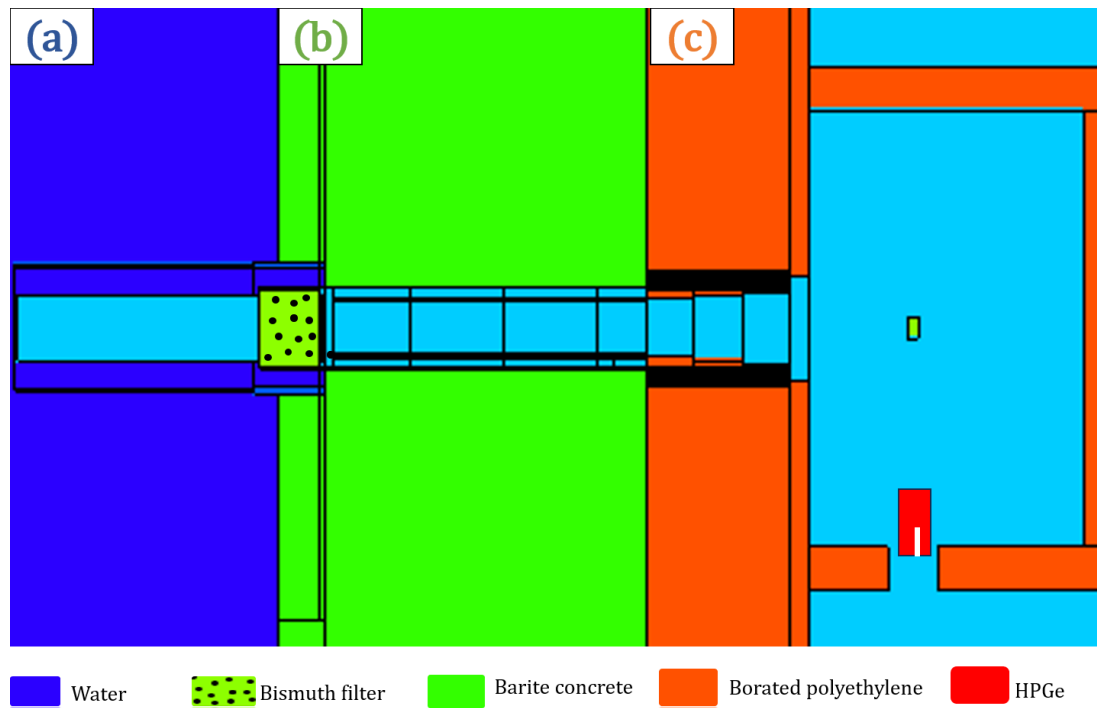 (a)
(b)
(c)
Water
Bismuth filter
Barite concrete
Borated polyethylene
HPGe